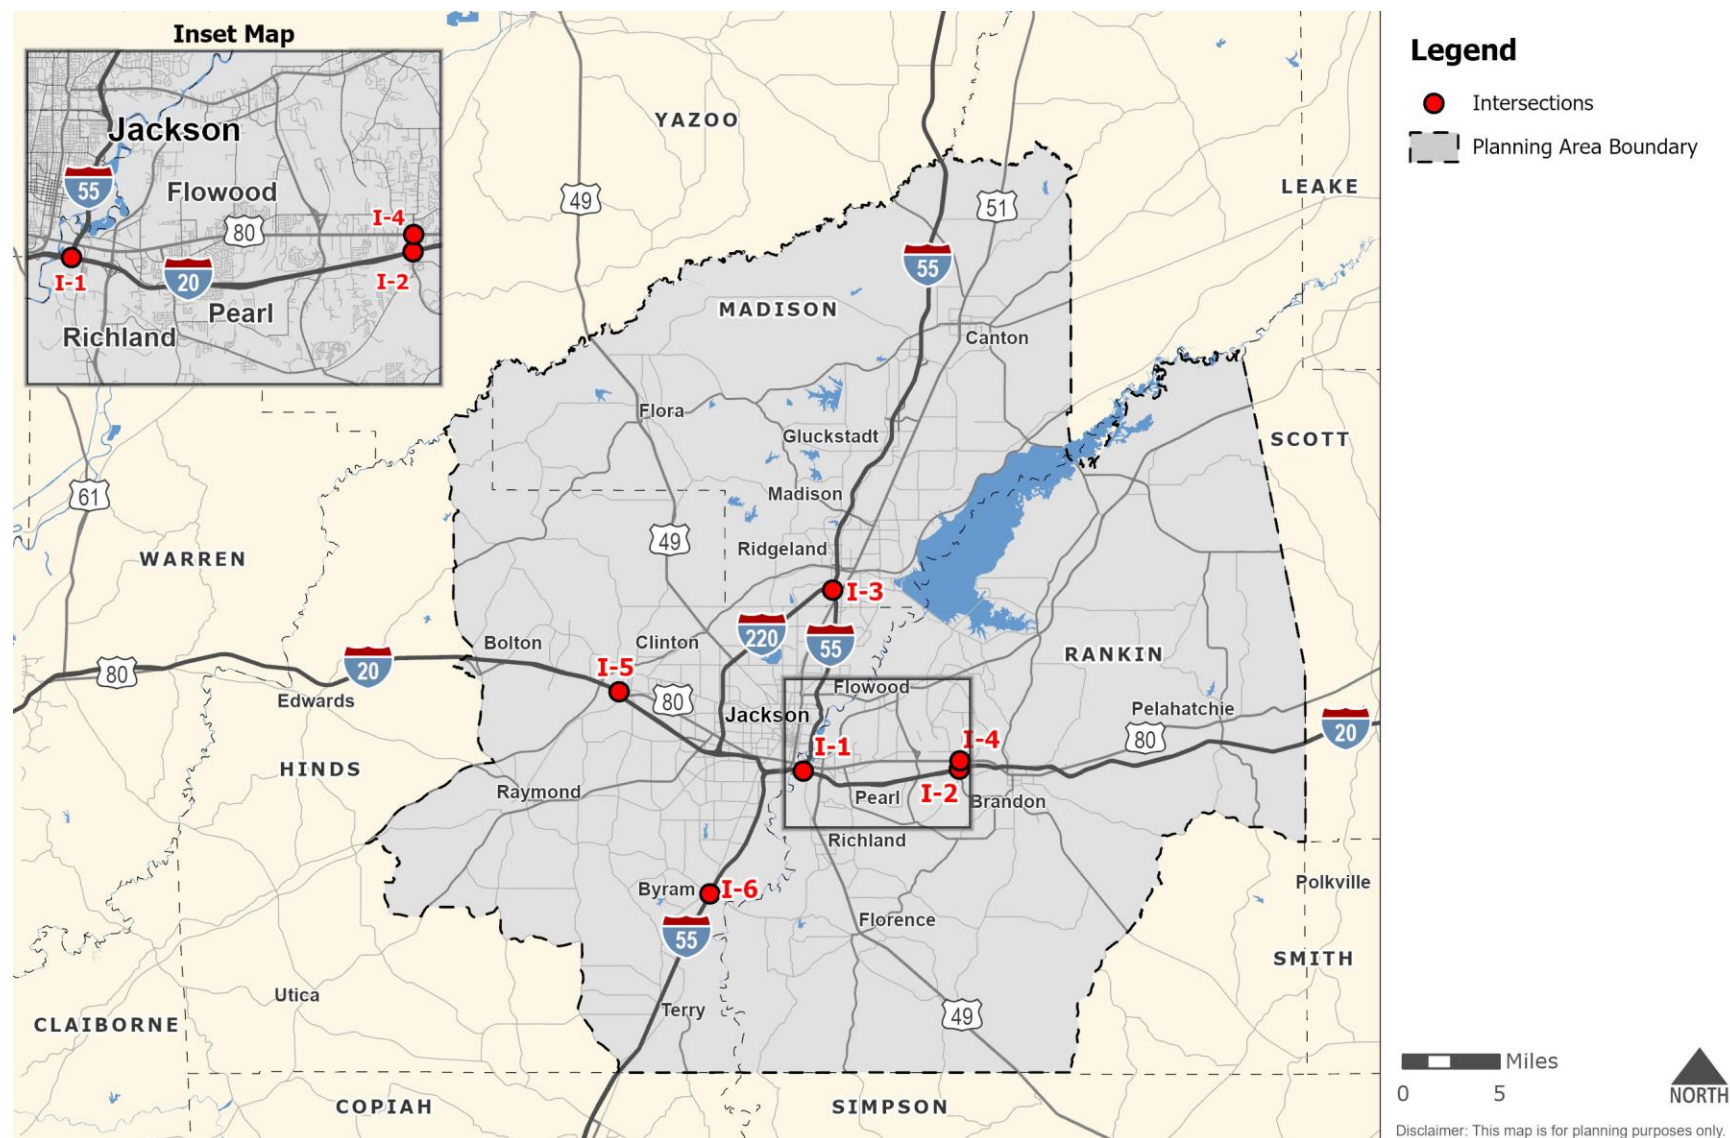 Inset Map
Jackson
55
Flowood
I-4
80
I-1
20
I-2
Pearl
Richland
YAZOO
LEAKE
49
51
55
MADISON
Canton
Flora
Gluckstadt
SCOTT
61
Madison
49
Ridgeland
WARREN
I-3
220
55
Bolton
Clinton
RANKIN
80
20
I-5
Edwards
80
Flowood
Pelahatchie
Jackson
80
20
I-1
I-4
HINDS
Raymond
Pearl
I-2
Brandon
Richland
Byram
I-6
Polkville
55
Florence
SMITH
Utica
Terry
49
CLAIBORNE
COPIAH
SIMPSON
Legend
Intersections
Planning Area Boundary
Miles
0 5
NORTH
Disclaimer: This map is for planning purposes only.